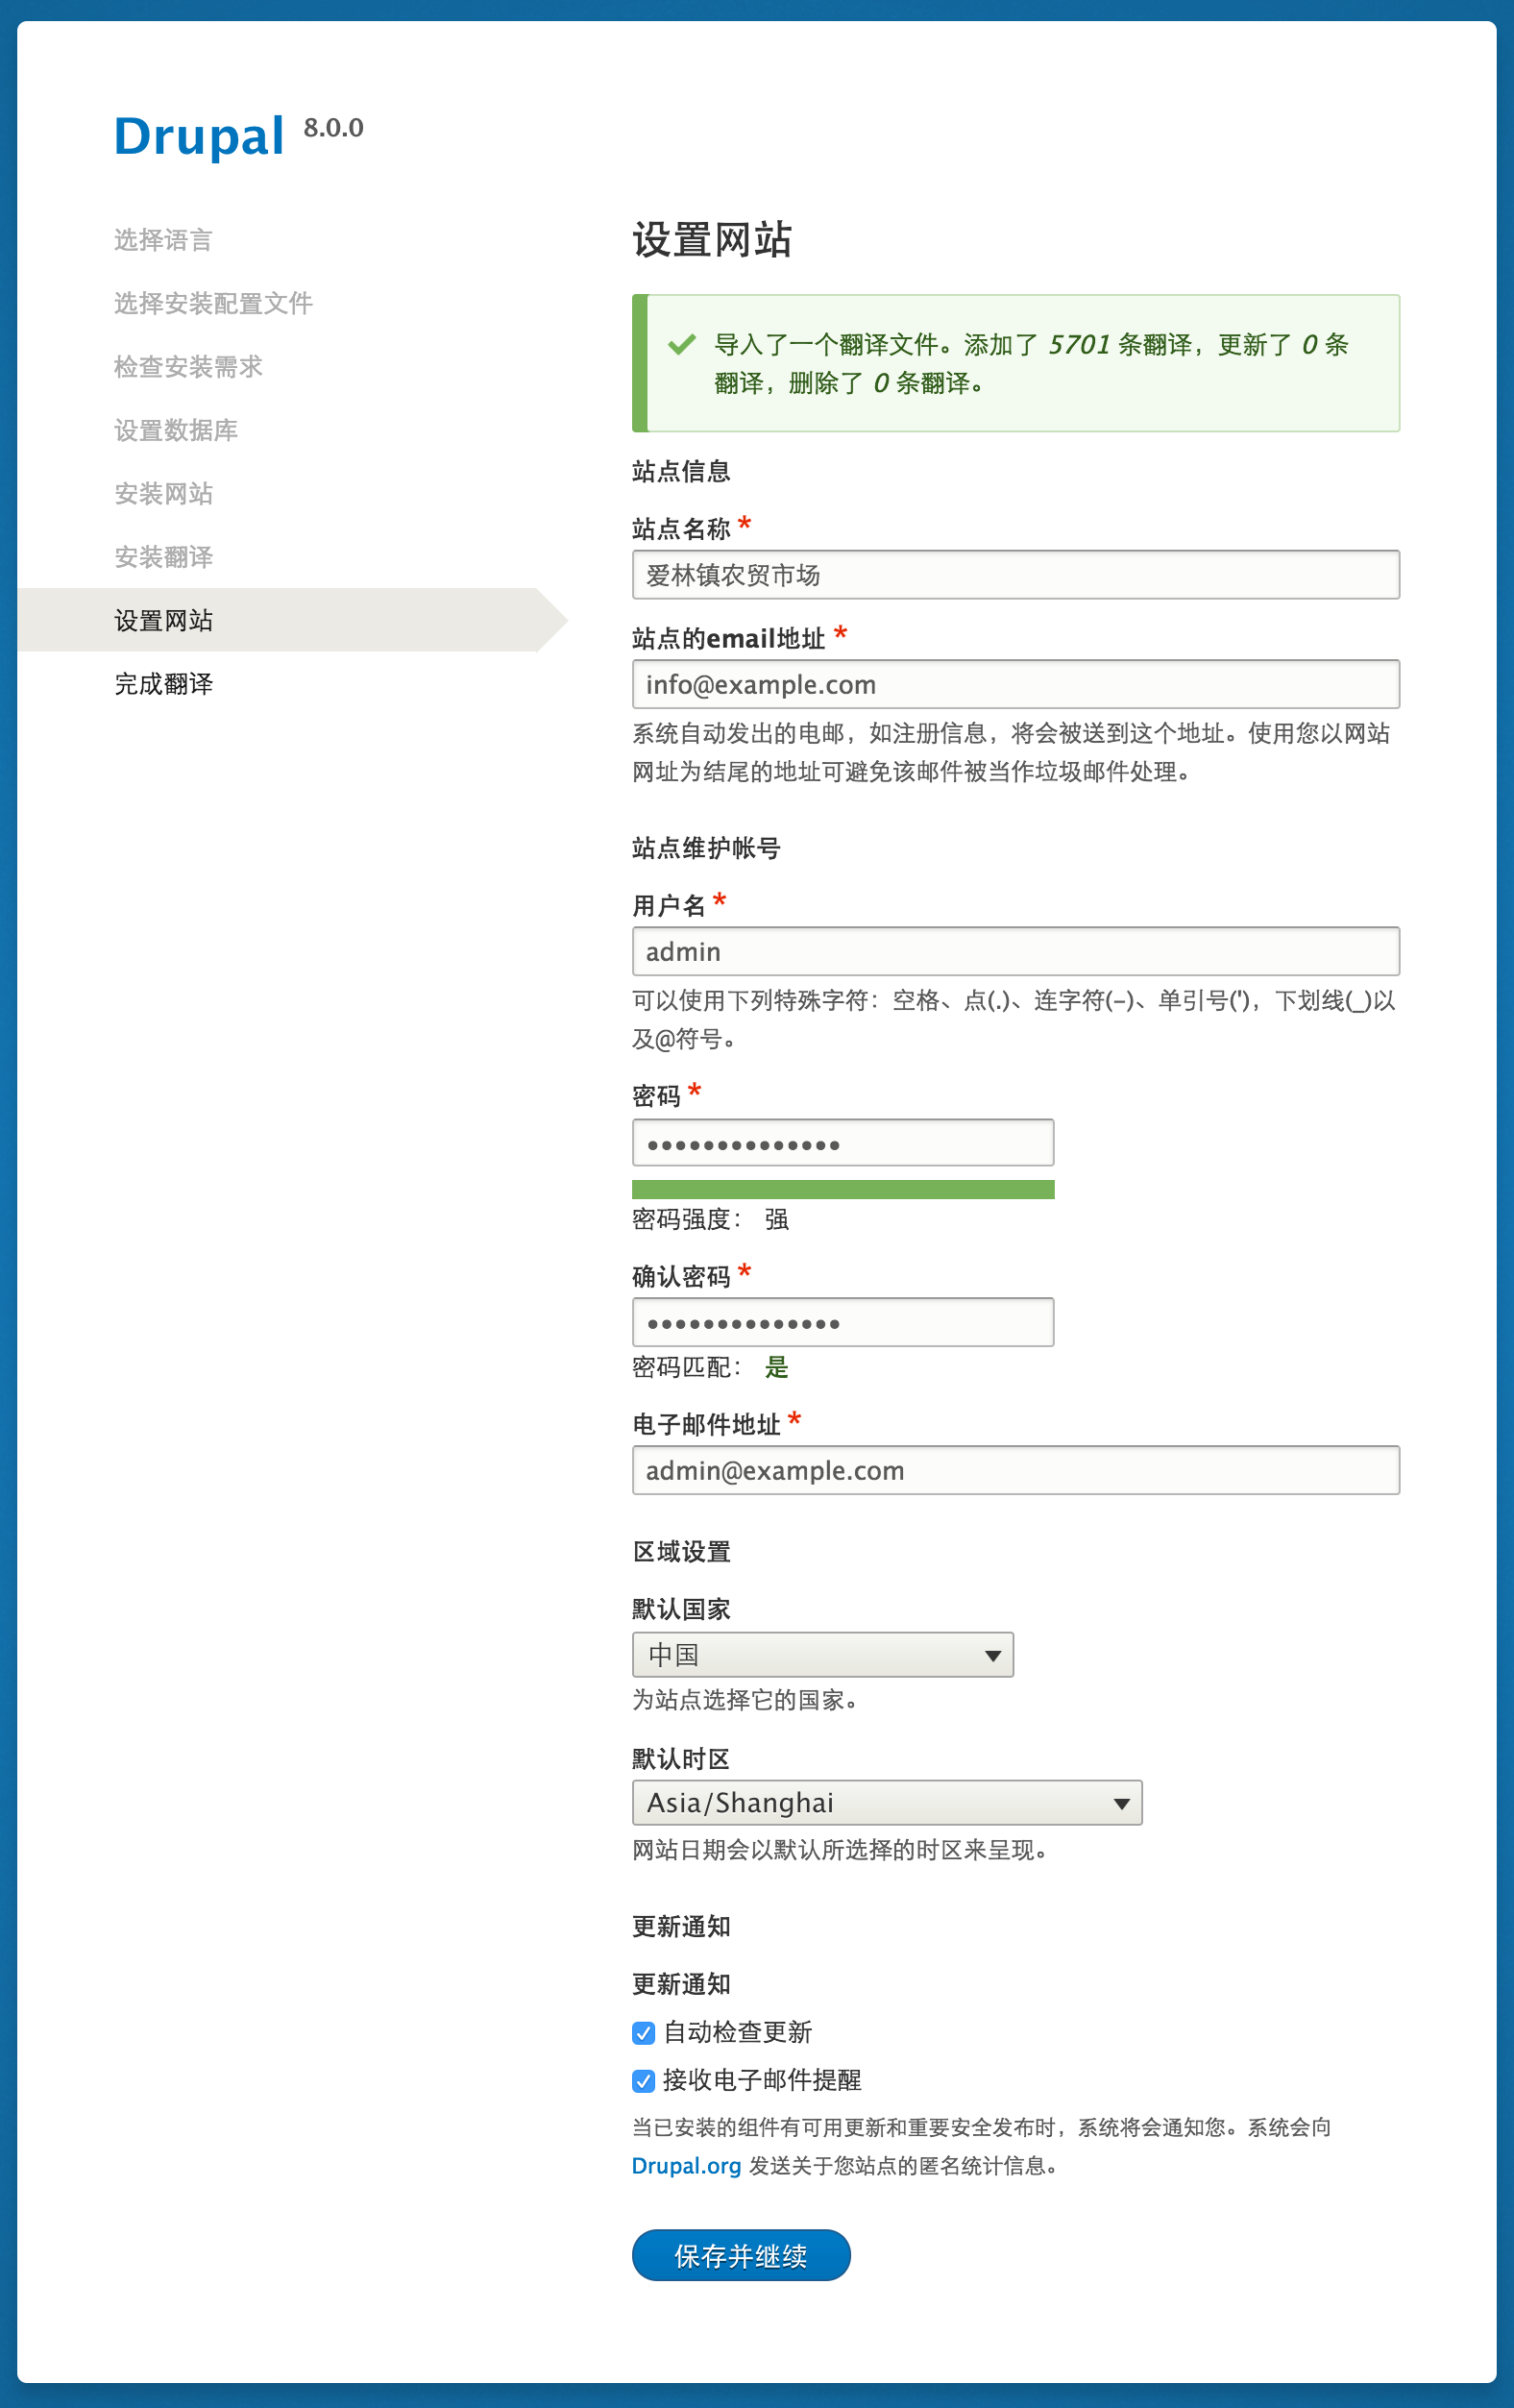 Drupal 8.0.0
选择语言
选择安装配置文件
检查安装需求
设置数据库
安装网站
安装翻译
设置网站
完成翻译
设置网站
导入了一个翻译文件。添加了 5701 条翻译，更新了 0 条
翻译，删除了 0 条翻译。
站点信息
站点名称 *
爱林镇农贸市场
站点的email地址 *
info@example.com
系统自动发出的电邮，如注册信息，将会被送到这个地址。使用您以网站
网址为结尾的地址可避免该邮件被当作垃圾邮件处理。
站点维护帐号
用户名 *
admin
可以使用下列特殊字符：空格、点(.)、连字符(-)、单引号(')，下划线(_)以
及@符号。
密码 *
••••••••••••••
密码强度： 强
确认密码 *
••••••••••••••
密码匹配： 是
电子邮件地址 *
admin@example.com
区域设置
默认国家
中国
为站点选择它的国家。
默认时区
Asia/Shanghai
网站日期会以默认所选择的时区来呈现。
更新通知
更新通知
自动检查更新
接收电子邮件提醒
当已安装的组件有可用更新和重要安全发布时，系统将会通知您。系统会向
Drupal.org 发送关于您站点的匿名统计信息。
保存并继续